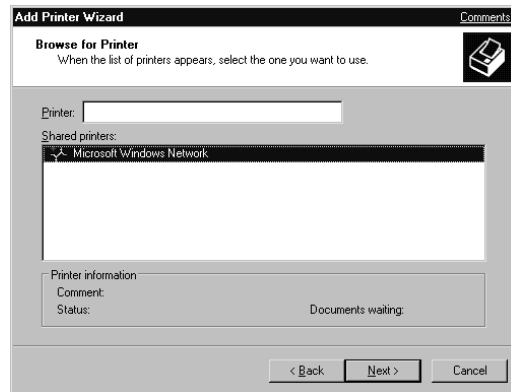 Add Printer Wizard Comments
Browse for Printer
When the list of printers appears, select the one you want to use.
Printer:
Shared printers:
Microsoft Windows Network
Printer information
Comment:
Status: Documents waiting:
< Back Next > Cancel